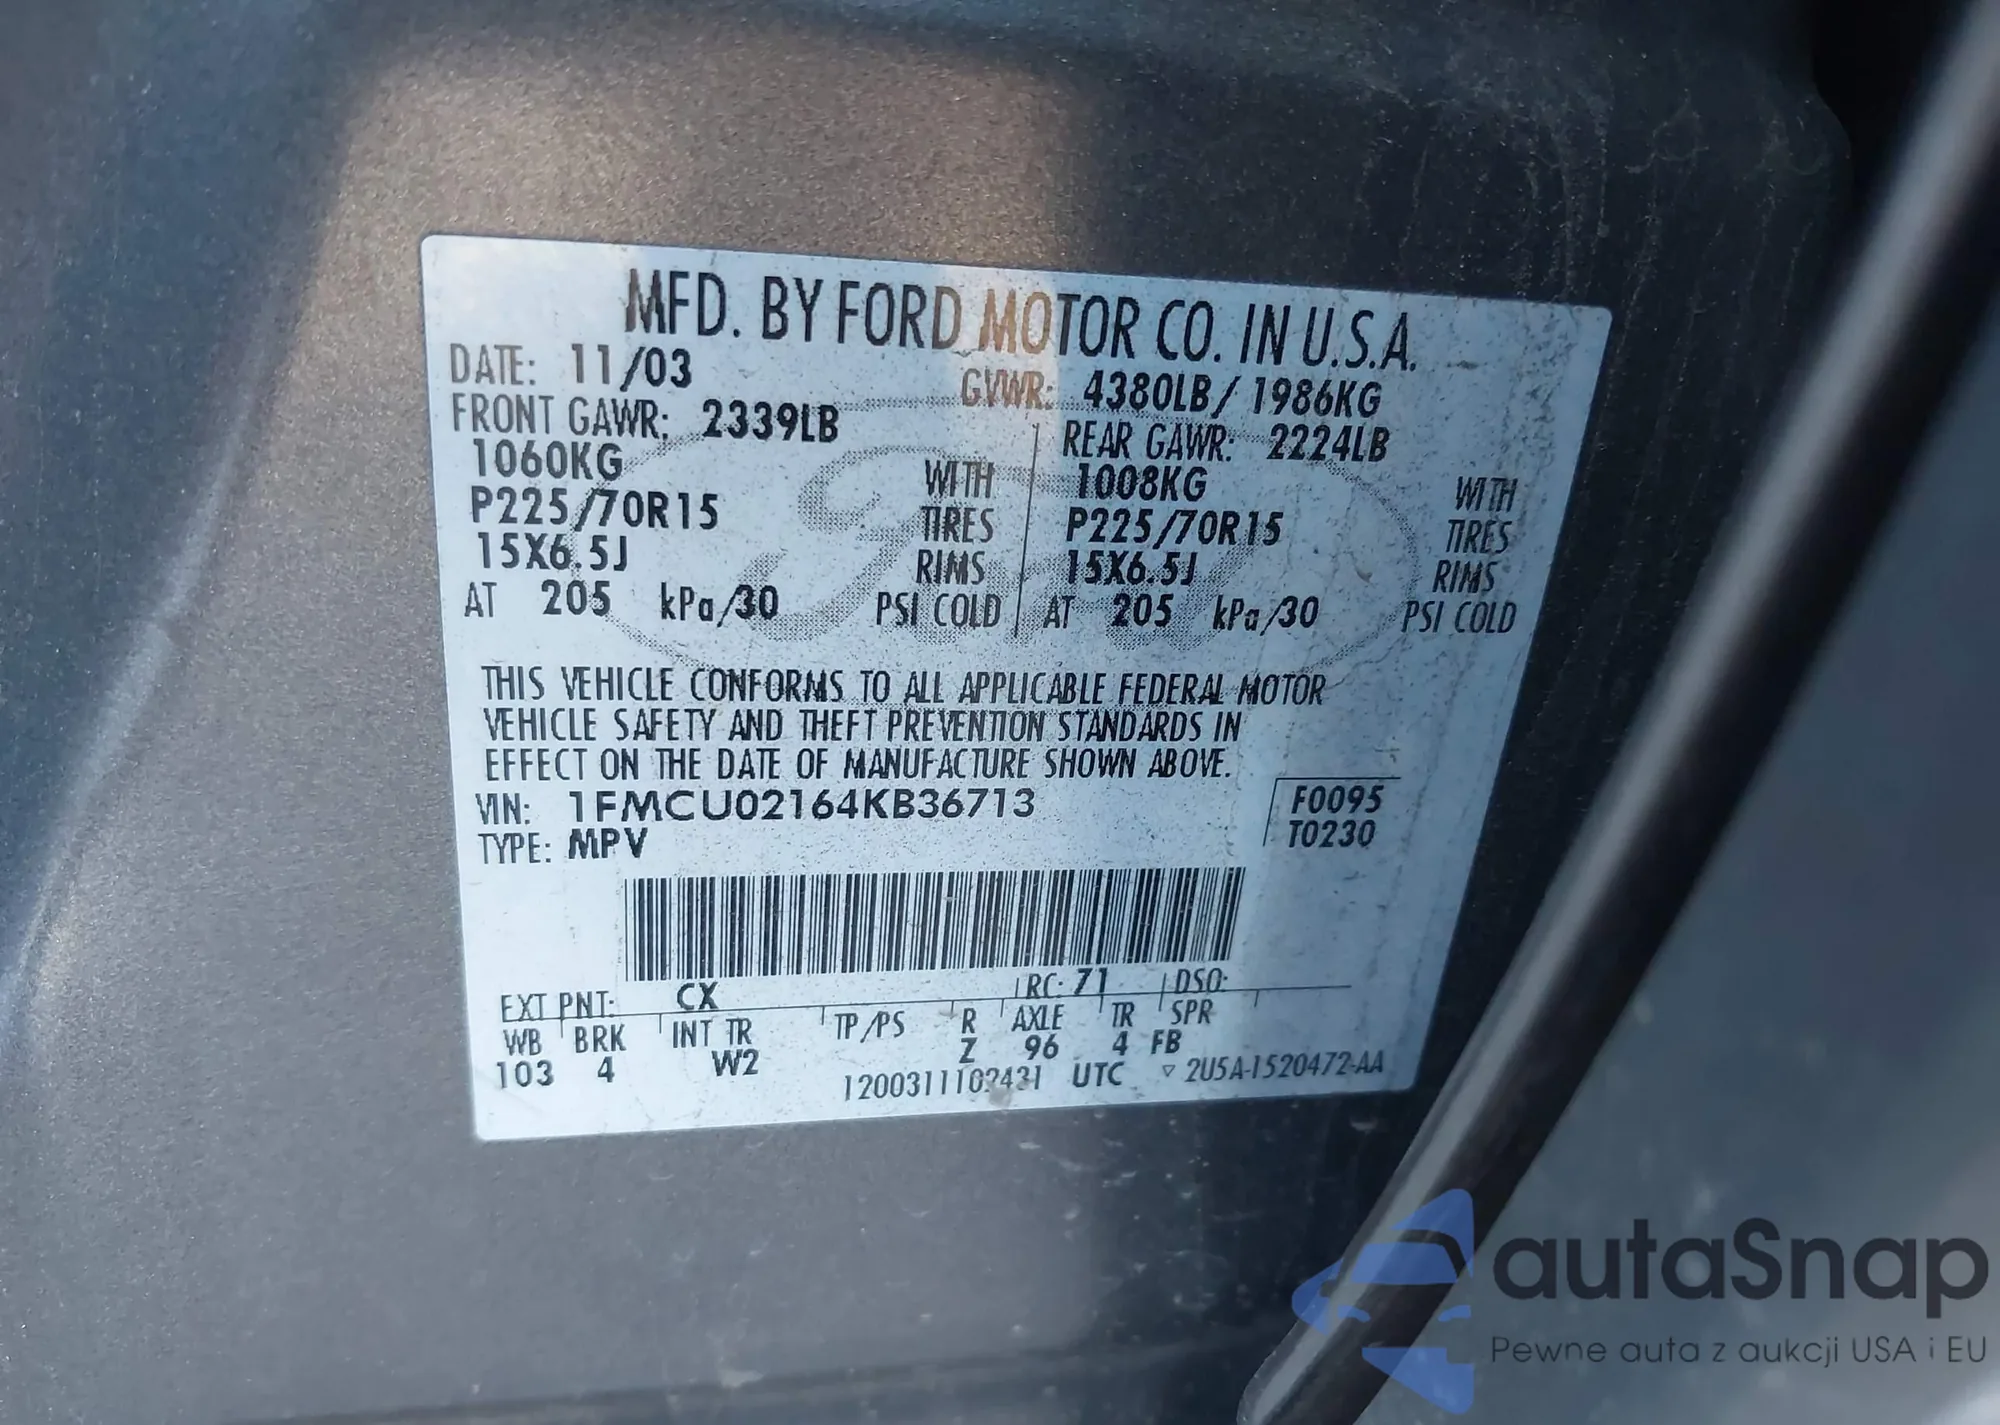 MFD. BY FORD MOTOR CO. IN U.S.A.
DATE: 11/03 GVWR: 4380LB/ 1986KG
FRONT GAWR: 2339LB REAR GAWR: 2224LB
1060KG WITH 1008KG WITH
P225/70R15 TIRES P225/70R15 TIRES
15X6.5J RIMS 15X6.5J RIMS
AT 205 kPa/30 PSI COLD AT 205 kPa/30 PSI COLD
THIS VEHICLE CONFORMS TO ALL APPLICABLE FEDERAL MOTOR
VEHICLE SAFETY AND THEFT PREVENTION STANDARDS IN
EFFECT ON THE DATE OF MANUFACTURE SHOWN ABOVE.
VIN: 1FMCU02164KB36713 F0095
TYPE: MPV T0230
EXT PNT: CX RC: 71 DSO:
WB BRK INT TR TP/PS R AXLE TR SPR
103 4 W2 Z 96 4 FB
UTC ▽ 2U5A-1520472-AA
autaSnap
Pewne auta z aukcji USA i EU